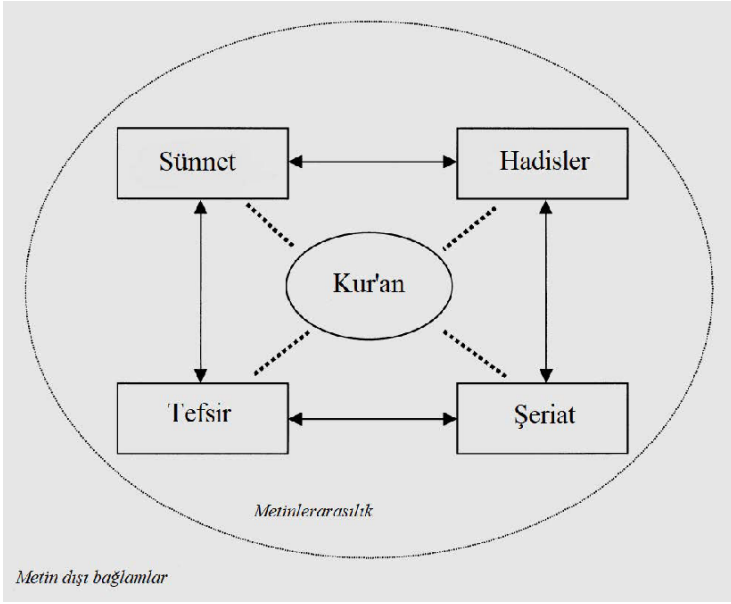 Sünnet
Hadisler
Kur'an
Tefsir
Şeriat
Metinlerarasılık
Metin dışı bağlamlar